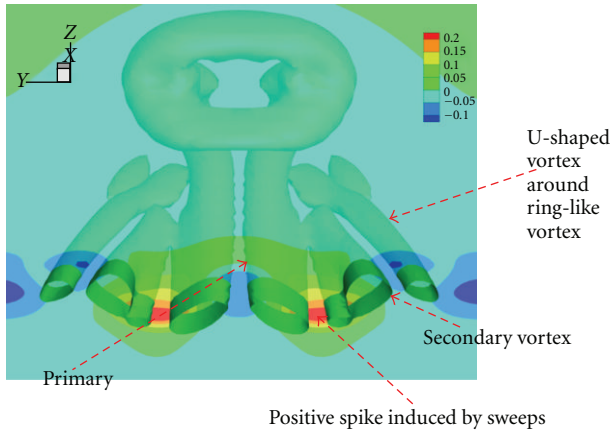 Z
X
Y
0.2
0.15
0.1
0.05
0
−0.05
−0.1
U-shaped
vortex
around
ring-like
vortex
Secondary vortex
Primary
Positive spike induced by sweeps